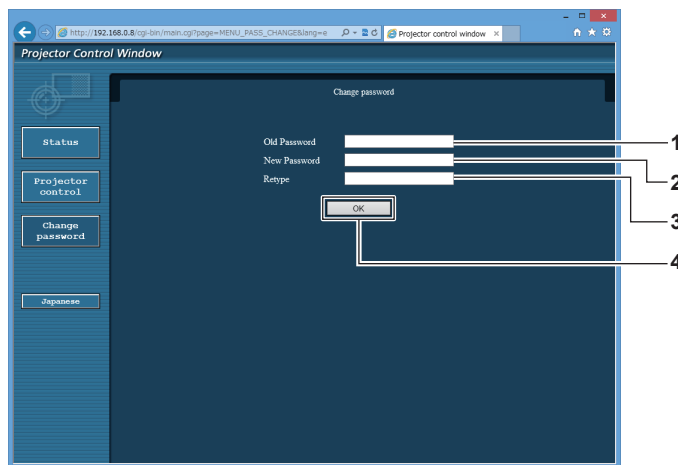 http://192.168.0.8/cgi-bin/main.cgi?page=MENU_PASS_CHANGE&lang=e
Projector control window
Projector Control Window
Change password
Status
Old Password
1
New Password
2
Retype
3
Projector
control
OK
Change
password
4
Japanese